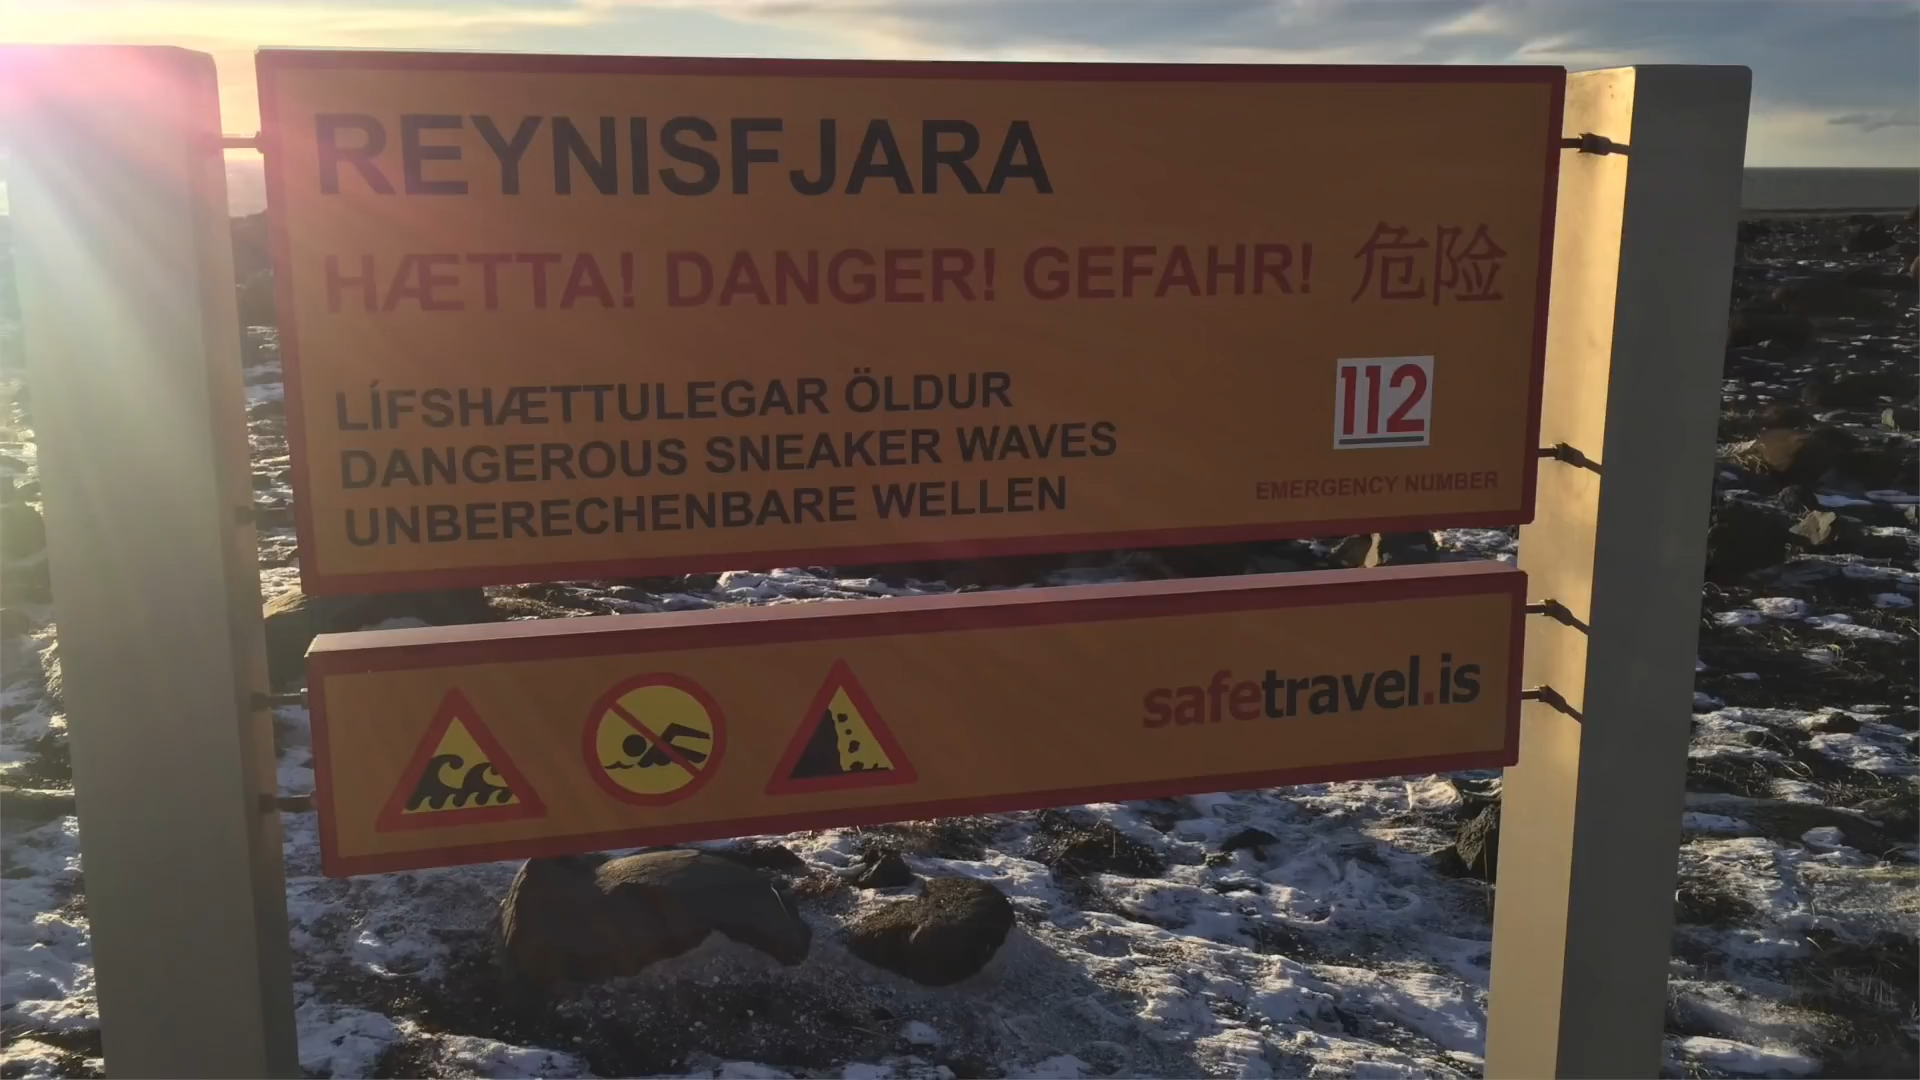 REYNISFJARA
HÆTTA! DANGER! GEFAHR! 危险
LÍFSHÆTTULEGAR ÖLDUR
DANGEROUS SNEAKER WAVES
UNBERECHENBARE WELLEN
112
EMERGENCY NUMBER
safetravel.is